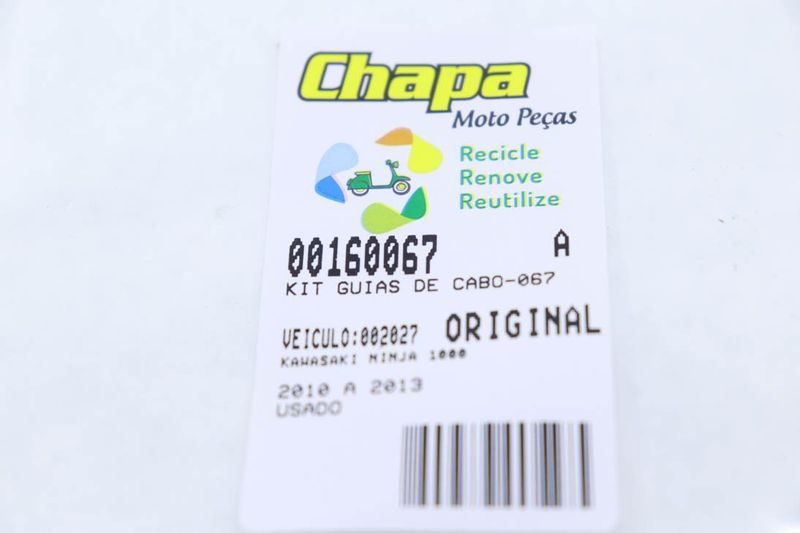 Chapa
Moto Peças
Recicle
Renove
Reutilize
00160067 A
KIT GUIAS DE CABO-067
VEICULO:002027 ORIGINAL
KAWASAKI NINJA 1000
2010 A 2013
USADO